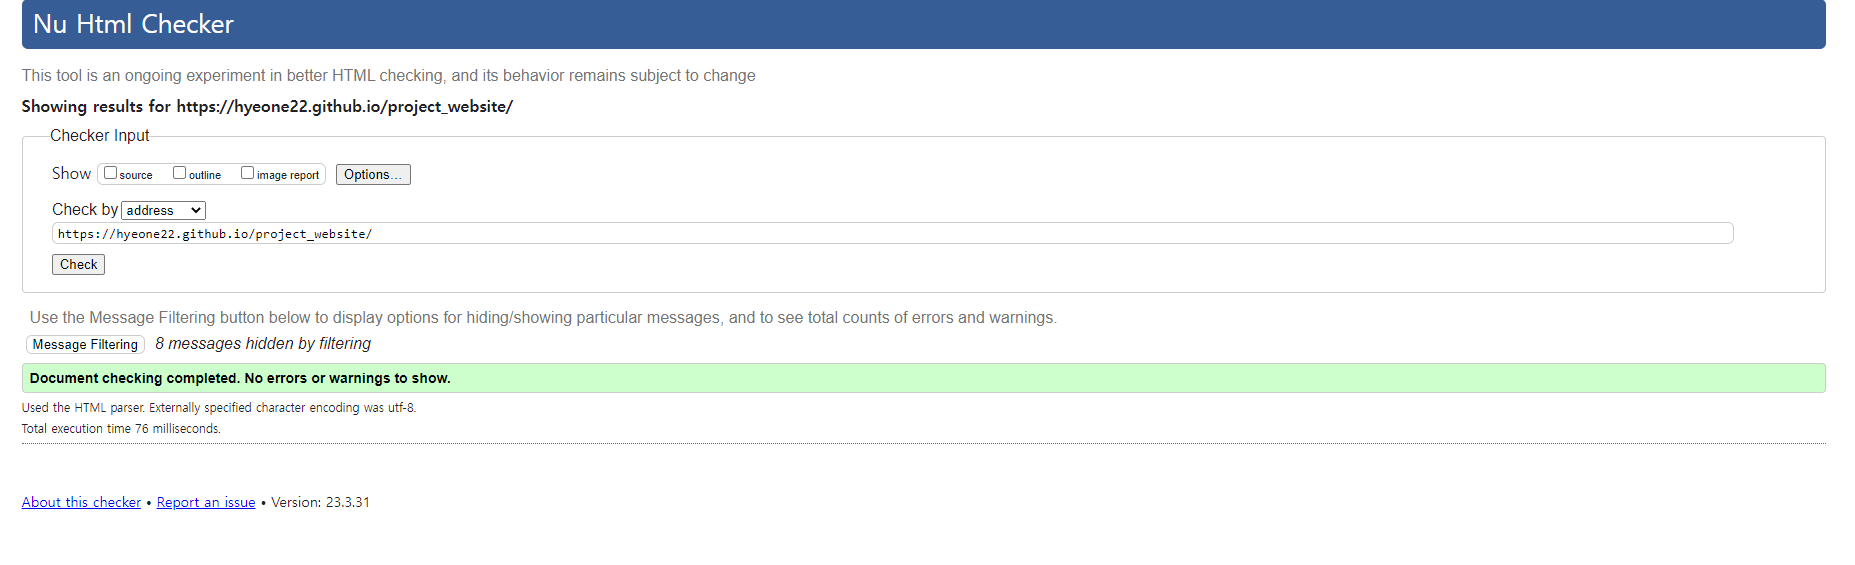 Nu Html Checker
This tool is an ongoing experiment in better HTML checking, and its behavior remains subject to change
Showing results for https://hyeone22.github.io/project_website/
Checker Input
Show source outline image report Options...
Check by address
https://hyeone22.github.io/project_website/
Check
Use the Message Filtering button below to display options for hiding/showing particular messages, and to see total counts of errors and warnings.
Message Filtering 8 messages hidden by filtering
Document checking completed. No errors or warnings to show.
Used the HTML parser. Externally specified character encoding was utf-8.
Total execution time 76 milliseconds.
About this checker • Report an issue • Version: 23.3.31